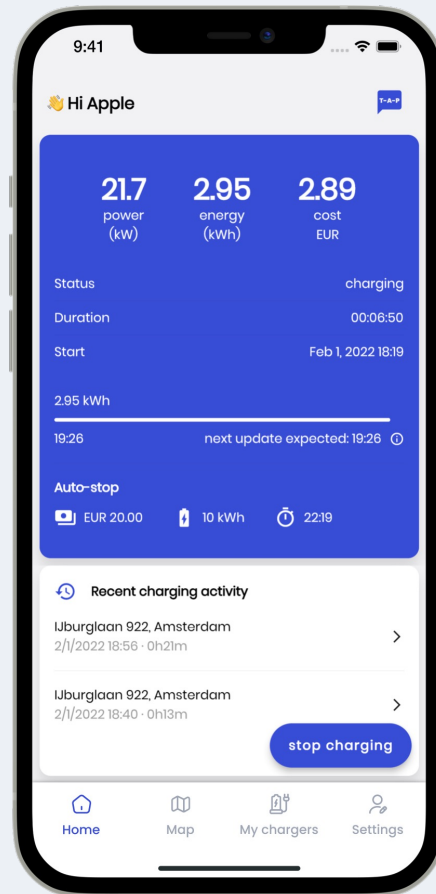 9:41
👋 Hi Apple
T-A-P
21.7 2.95 2.89
power energy cost
(kW) (kWh) EUR
Status charging
Duration 00:06:50
Start Feb 1, 2022 18:19
2.95 kWh
19:26 next update expected: 19:26
Auto-stop
EUR 20.00 10 kWh 22:19
Recent charging activity
IJburglaan 922, Amsterdam
2/1/2022 18:56 · 0h21m
IJburglaan 922, Amsterdam
2/1/2022 18:40 · 0h13m
stop charging
Home Map My chargers Settings